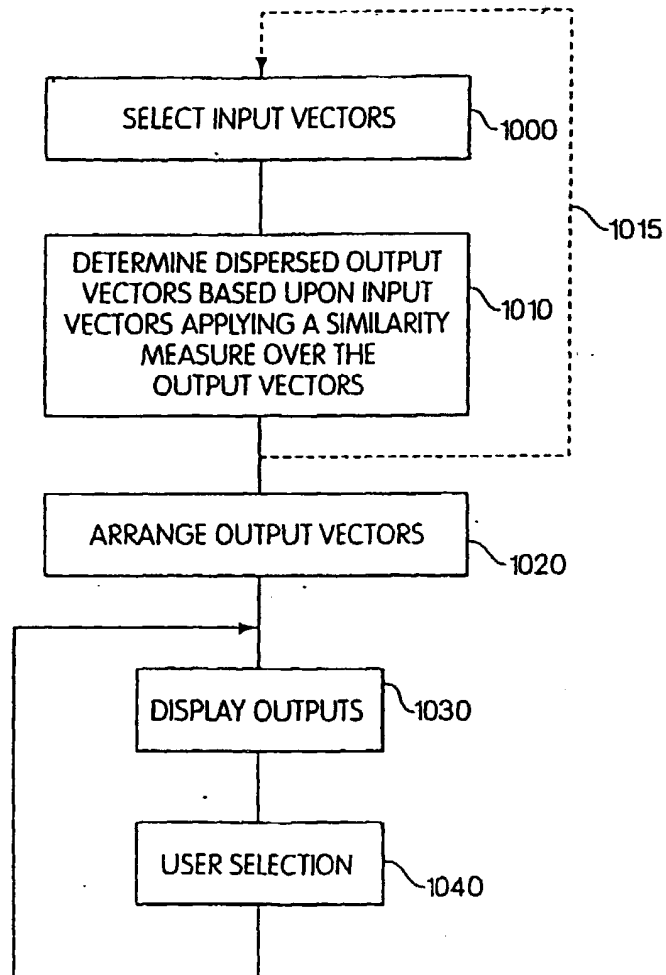 SELECT INPUT VECTORS
1000
1015
DETERMINE DISPERSED OUTPUT
VECTORS BASED UPON INPUT
VECTORS APPLYING A SIMILARITY
MEASURE OVER THE
OUTPUT VECTORS
1010
ARRANGE OUTPUT VECTORS
1020
DISPLAY OUTPUTS
1030
USER SELECTION
1040